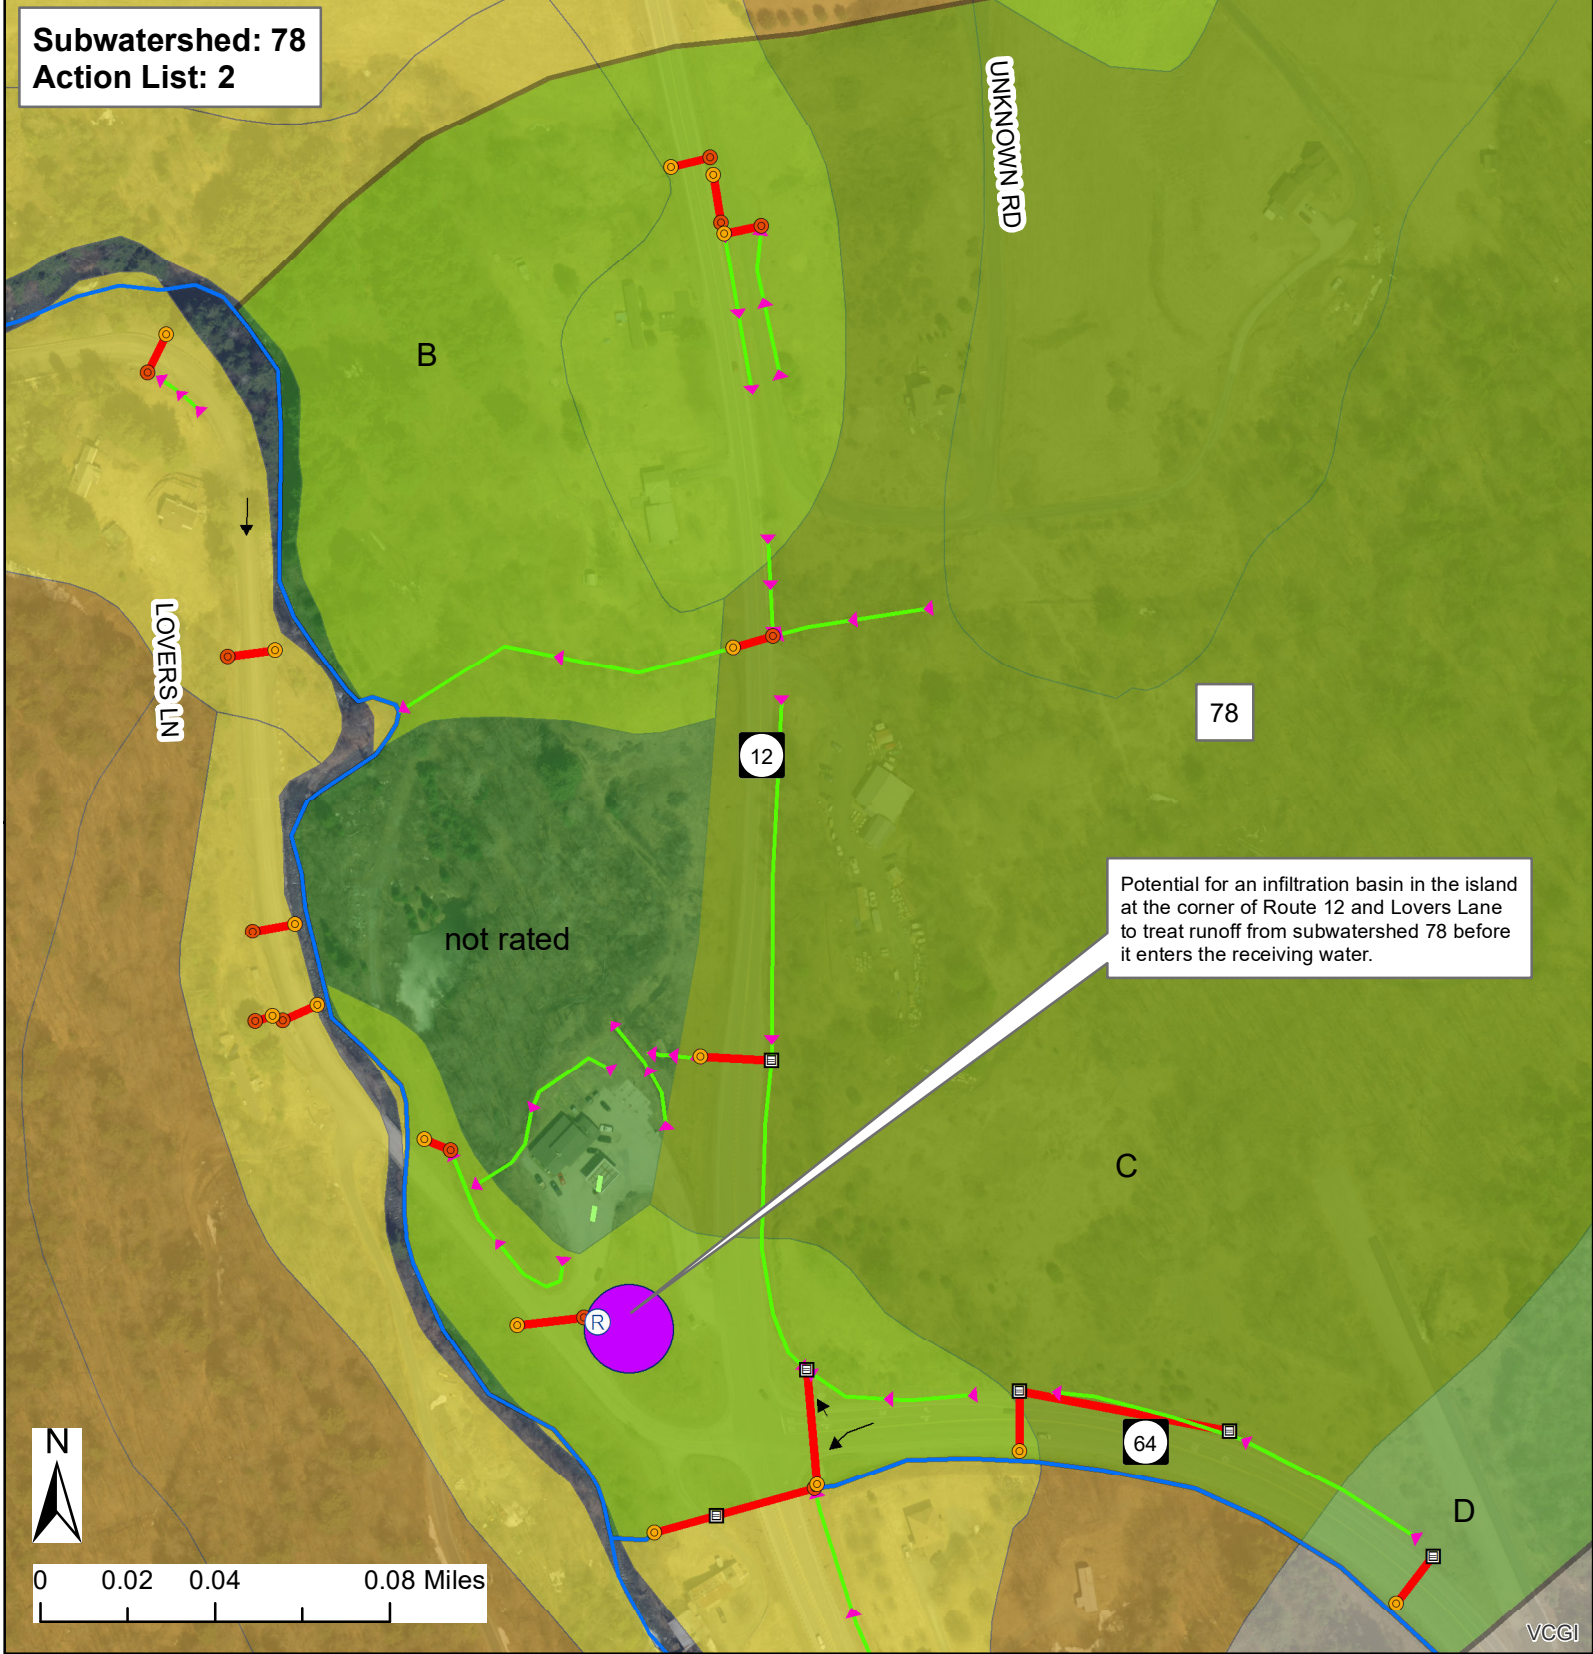 Subwatershed: 78
Action List: 2
UNKNOWN RD
B
LOVERS LN
78
12
Potential for an infiltration basin in the island
at the corner of Route 12 and Lovers Lane
to treat runoff from subwatershed 78 before
it enters the receiving water.
not rated
C
R
64
N
D
0 0.02 0.04 0.08 Miles
VCGI